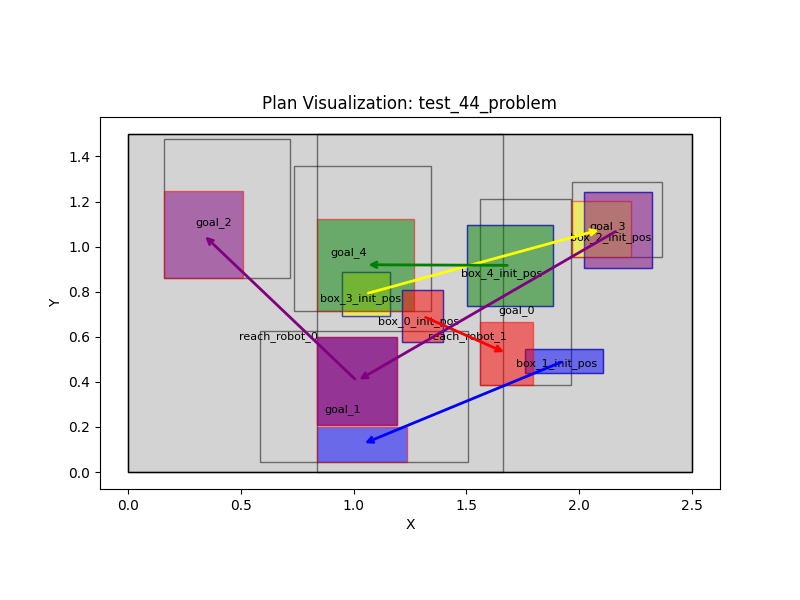 Plan Visualization: test_44_problem
goal_2
goal_3
box_2_init_pos
goal_4
box_4_init_pos
box_3_init_pos
goal_0
box_0_init_pos
reach_robot_0
reach_robot_1
box_1_init_pos
goal_1
Y
1.4
1.2
1.0
0.8
0.6
0.4
0.2
0.0
0.0 0.5 1.0 1.5 2.0 2.5
X